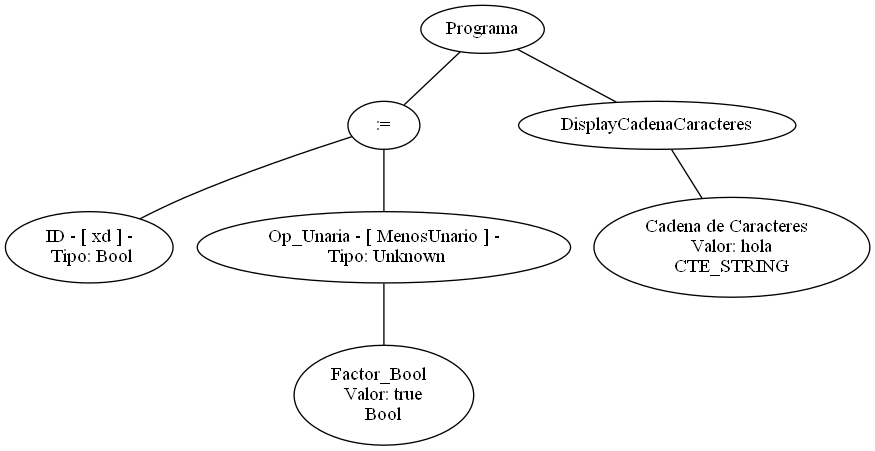 Programa
:=
DisplayCadenaCaracteres
ID - [ xd ] -
Tipo: Bool
Op_Unaria - [ MenosUnario ] -
Tipo: Unknown
Cadena de Caracteres
Valor: hola
CTE_STRING
Factor_Bool
Valor: true
Bool